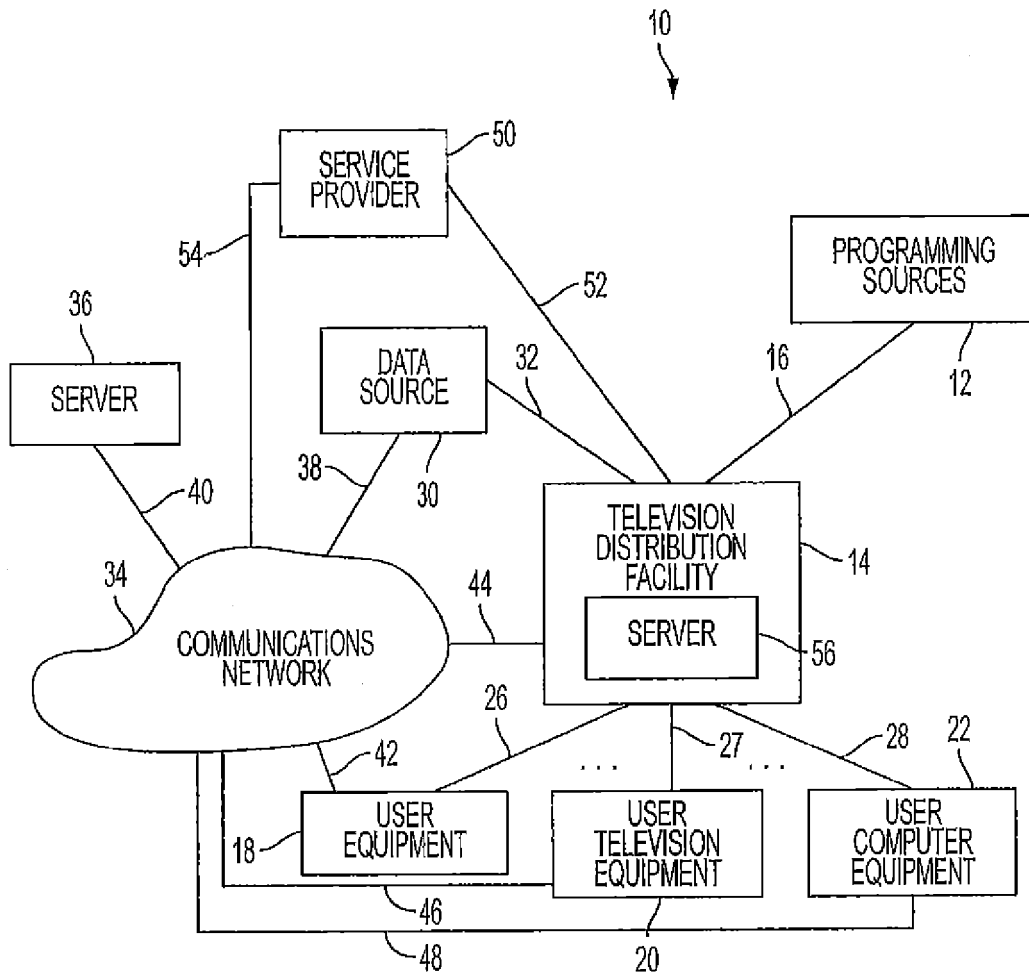 10
50
SERVICE
PROVIDER
54
52
PROGRAMMING
SOURCES
12
16
36
SERVER
40
DATA
SOURCE
32
30
38
TELEVISION
DISTRIBUTION
FACILITY
14
SERVER
56
34
COMMUNICATIONS
NETWORK
44
26
27
28
22
42
. . .
. . .
18
USER
EQUIPMENT
USER
TELEVISION
EQUIPMENT
USER
COMPUTER
EQUIPMENT
46
20
48